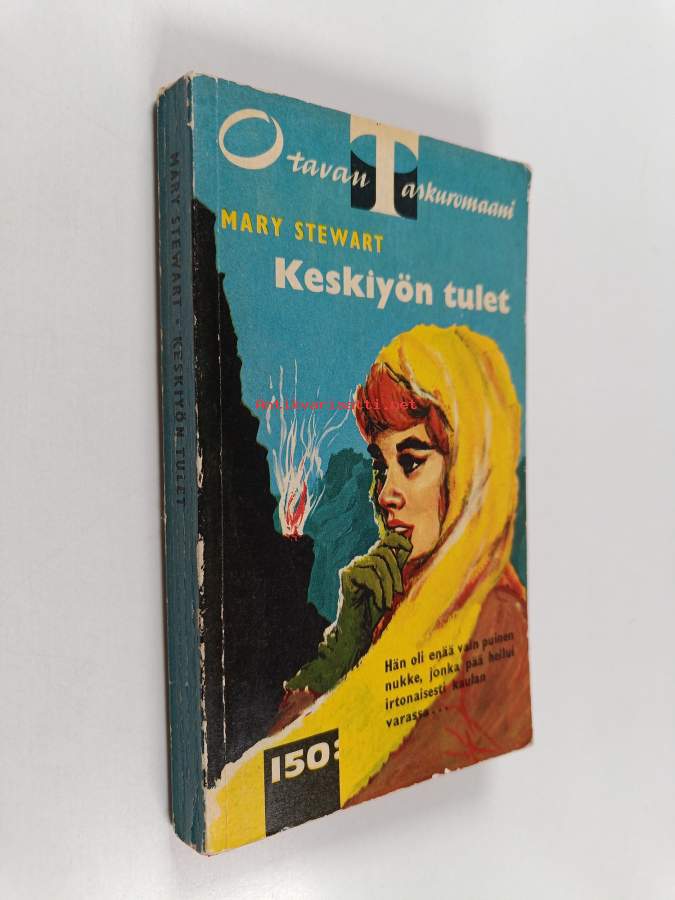 Otavan Taskuromaani
MARY STEWART
Keskiyön tulet
Antikvariaatti.net
Hän oli enää vain puinen
nukke, jonka pää heilui
irtonaisesti kaulan
varassa...
150:
MARY STEWART • KESKIYÖN TULET